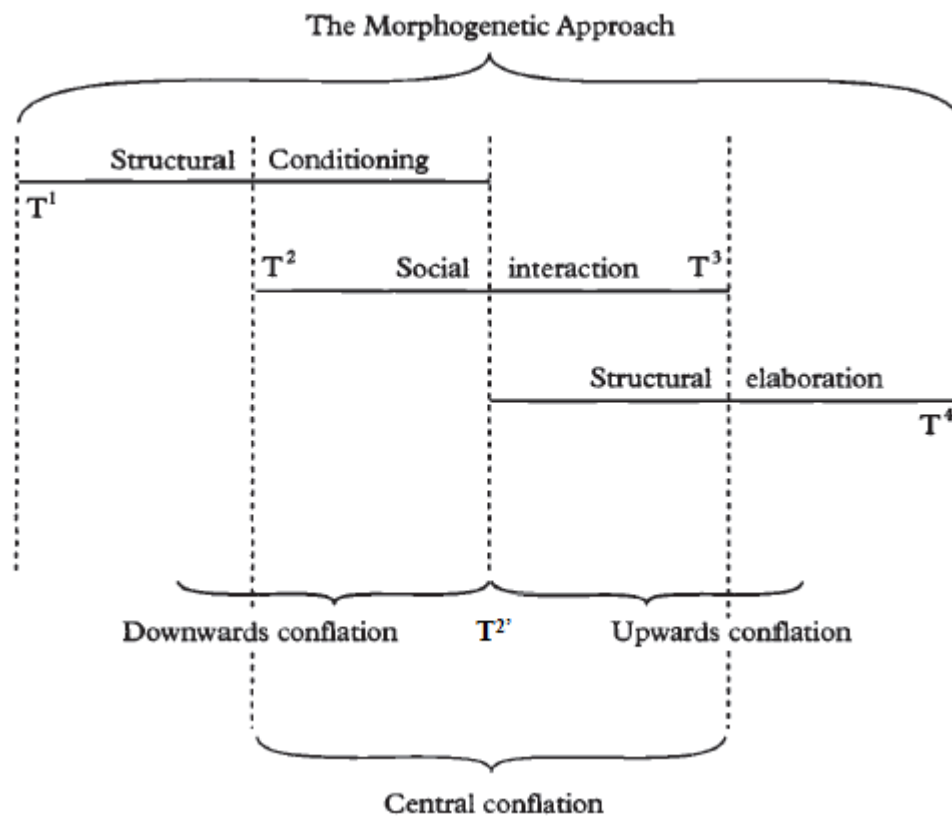 The Morphogenetic Approach
Structural Conditioning
T¹
T² Social interaction T³
Structural elaboration
T⁴
Downwards conflation T²’ Upwards conflation
Central conflation